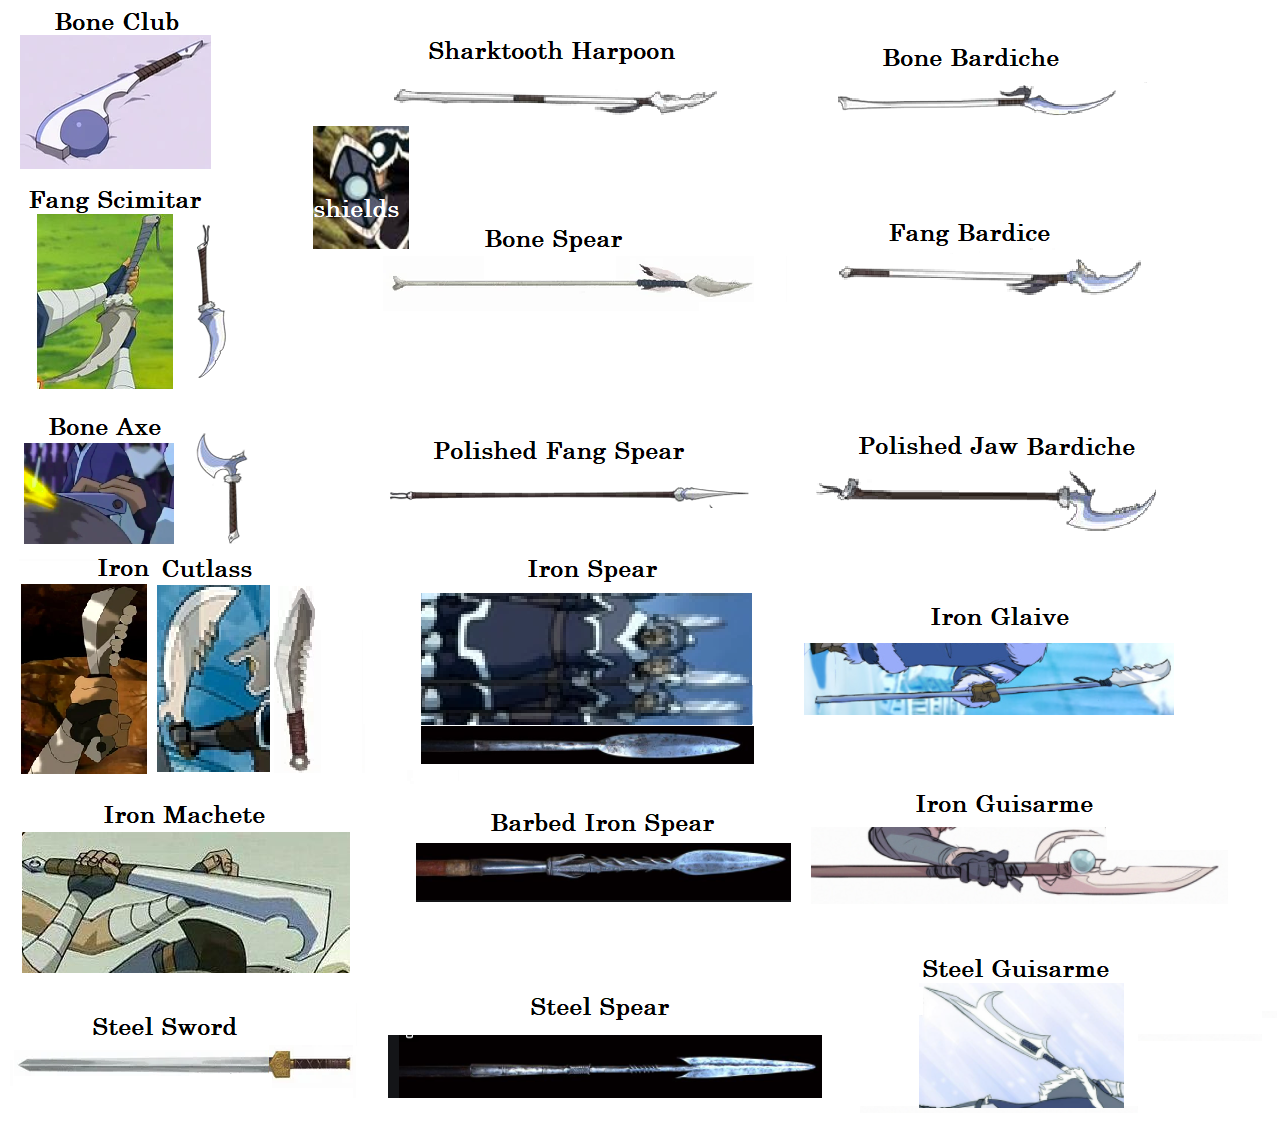 Bone Club
Sharktooth Harpoon
Bone Bardiche
shields
Fang Scimitar
Bone Spear
Fang Bardice
Bone Axe
Polished Fang Spear
Polished Jaw Bardiche
Iron Cutlass
Iron Spear
Iron Glaive
Iron Machete
Barbed Iron Spear
Iron Guisarme
Steel Sword
Steel Spear
Steel Guisarme